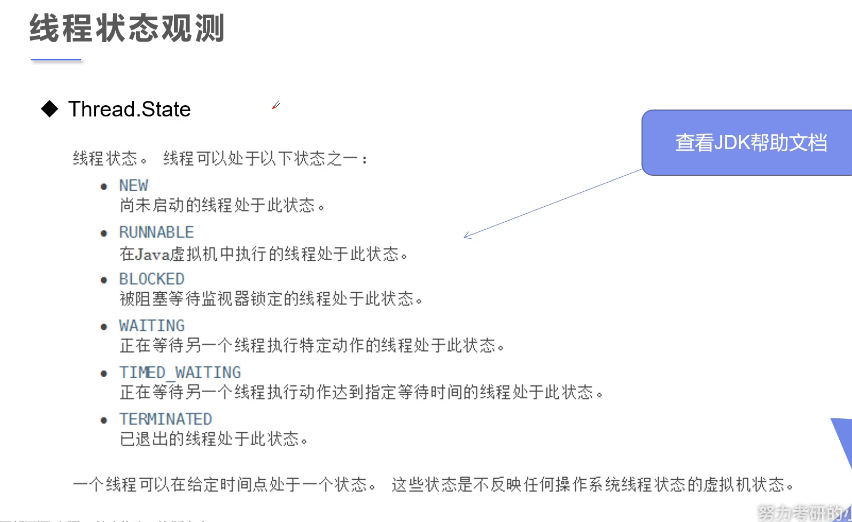 线程状态观测
Thread.State
查看JDK帮助文档
线程状态。 线程可以处于以下状态之一：
NEW
尚未启动的线程处于此状态。
RUNNABLE
在Java虚拟机中执行的线程处于此状态。
BLOCKED
被阻塞等待监视器锁定的线程处于此状态。
WAITING
正在等待另一个线程执行特定动作的线程处于此状态。
TIMED_WAITING
正在等待另一个线程执行动作达到指定等待时间的线程处于此状态。
TERMINATED
已退出的线程处于此状态。
一个线程可以在给定时间点处于一个状态。 这些状态是不反映任何操作系统线程状态的虚拟机状态。
努力考研的